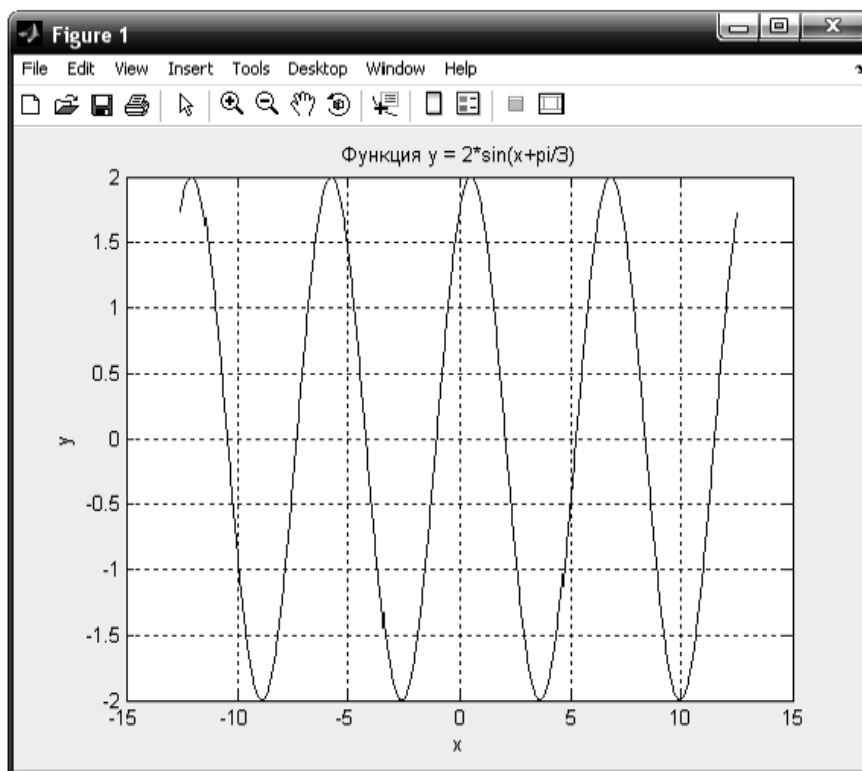 Figure 1
File Edit View Insert Tools Desktop Window Help
Функция y = 2*sin(x+pi/3)
2
1.5
1
0.5
0
-0.5
-1
-1.5
-2
y
-15 -10 -5 0 5 10 15
x